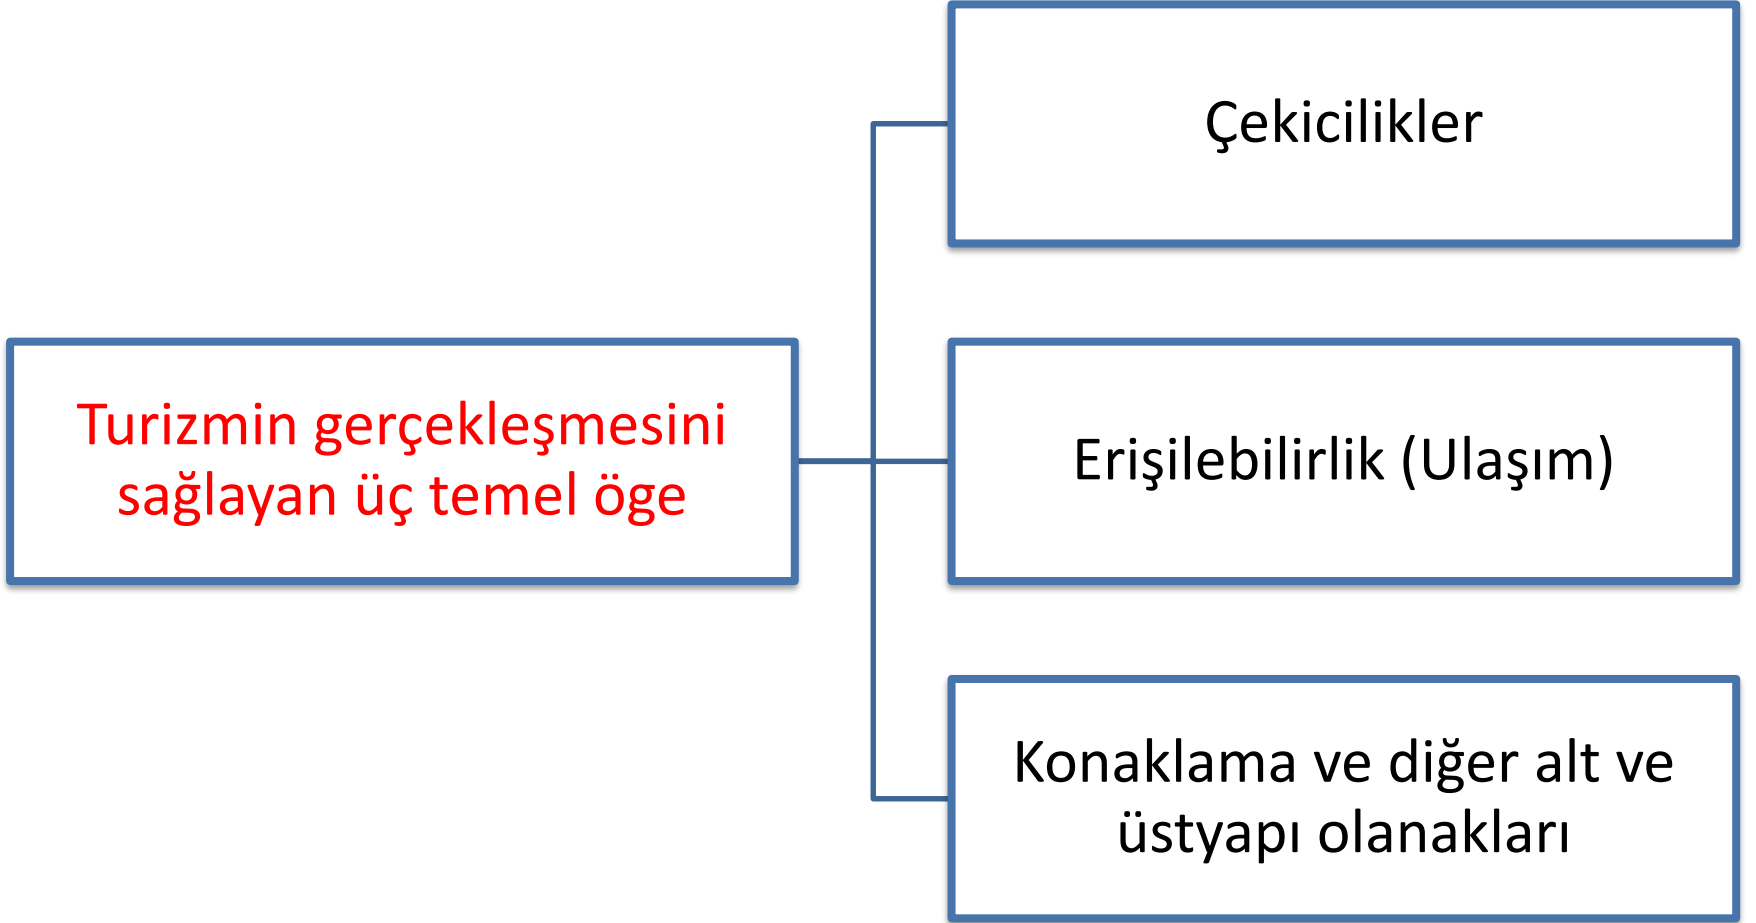 Çekicilikler
Turizmin gerçekleşmesini
sağlayan üç temel öge
Erişilebilirlik (Ulaşım)
Konaklama ve diğer alt ve
üstyapı olanakları